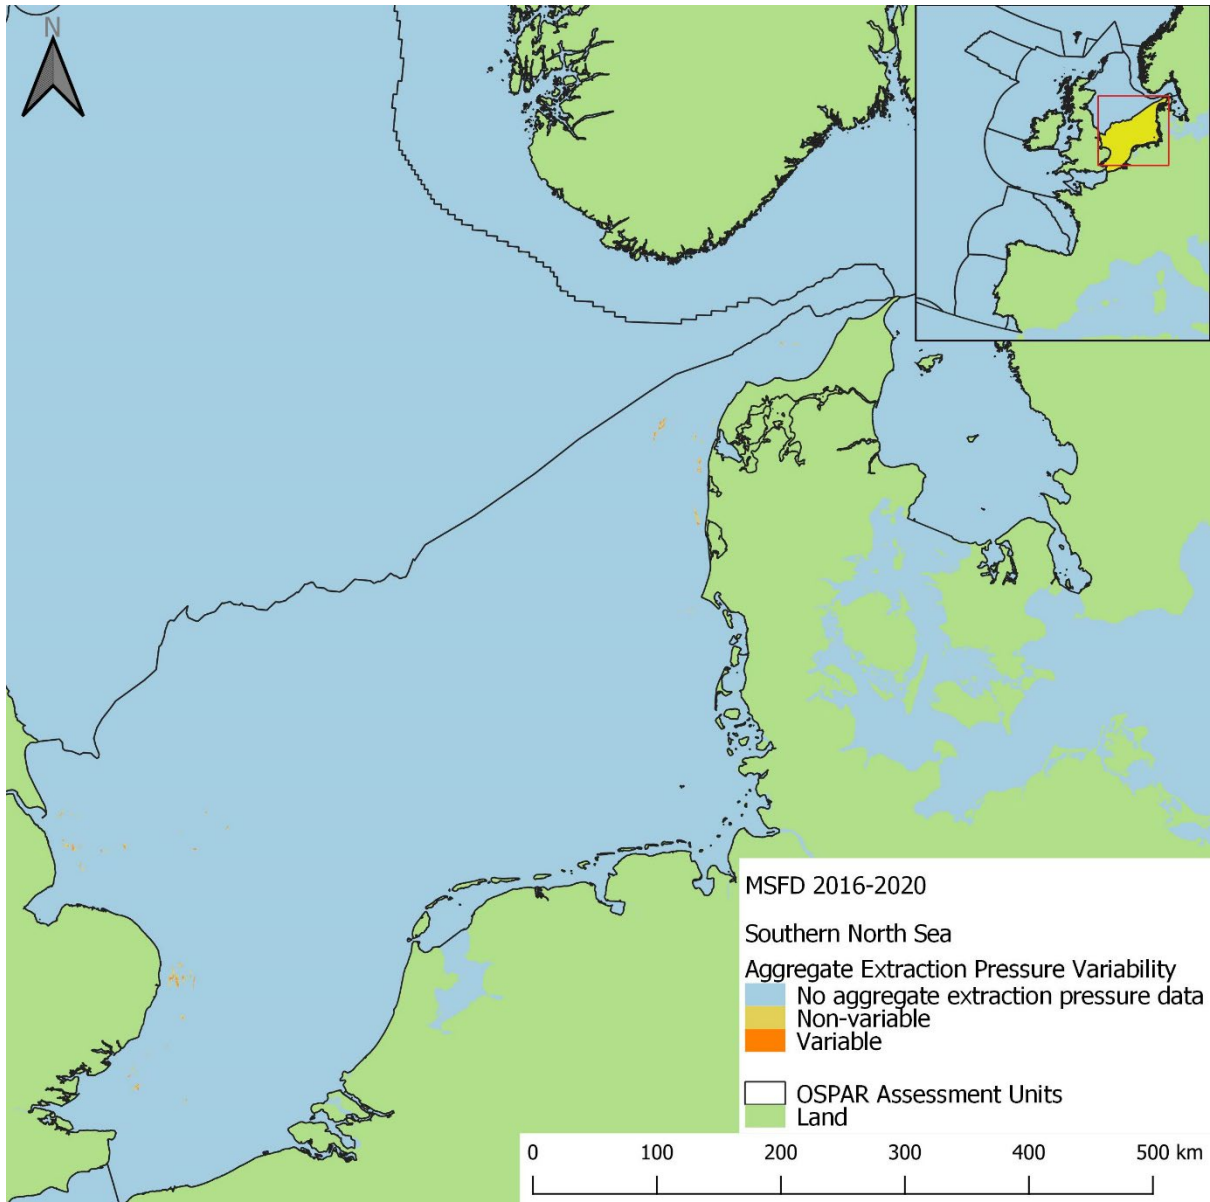 N
MSFD 2016-2020
Southern North Sea
Aggregate Extraction Pressure Variability
No aggregate extraction pressure data
Non-variable
Variable
OSPAR Assessment Units
Land
0 100 200 300 400 500 km